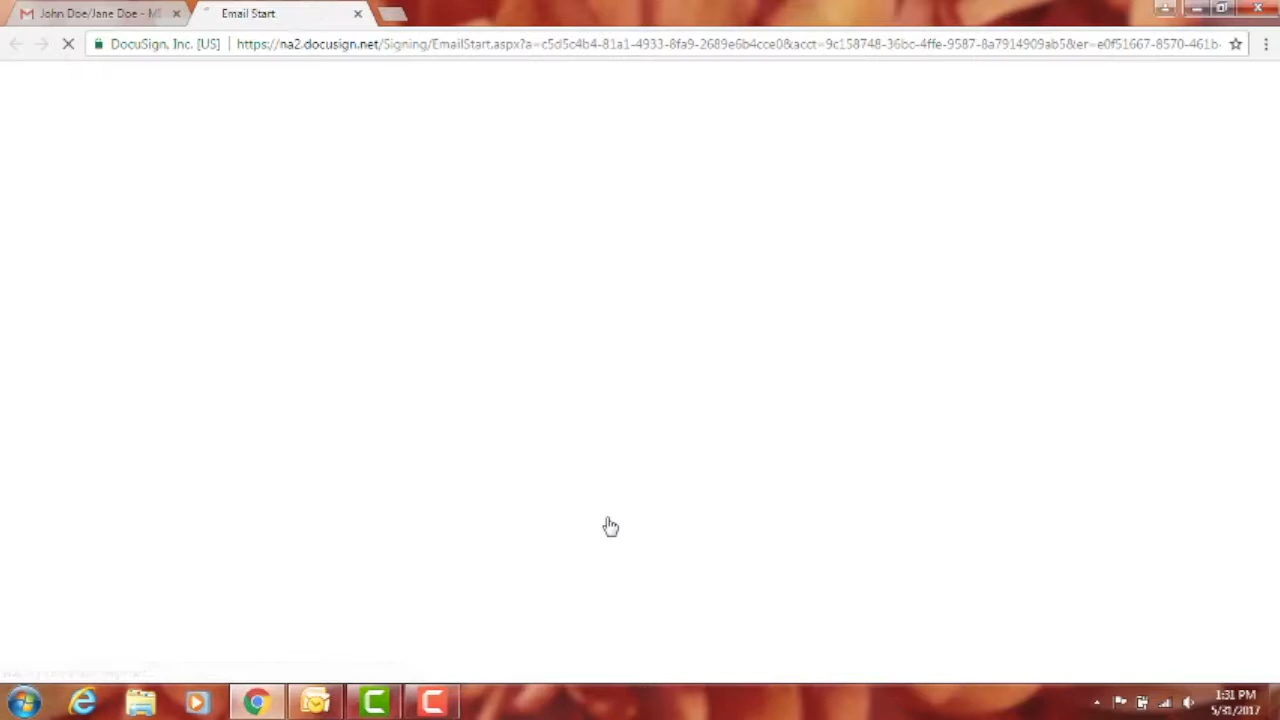 John Doe/Jane Doe - M
Email Start
DocuSign, Inc. [US]
https://na2.docusign.net/Signing/EmailStart.aspx?a=c5d5c4b4-81a1-4933-8fa9-2689e6b4cce0&acct=9c158748-36bc-4ffe-9587-8a7914909ab5&er=e0f51667-8570-461b-
1:31 PM
5/31/2017